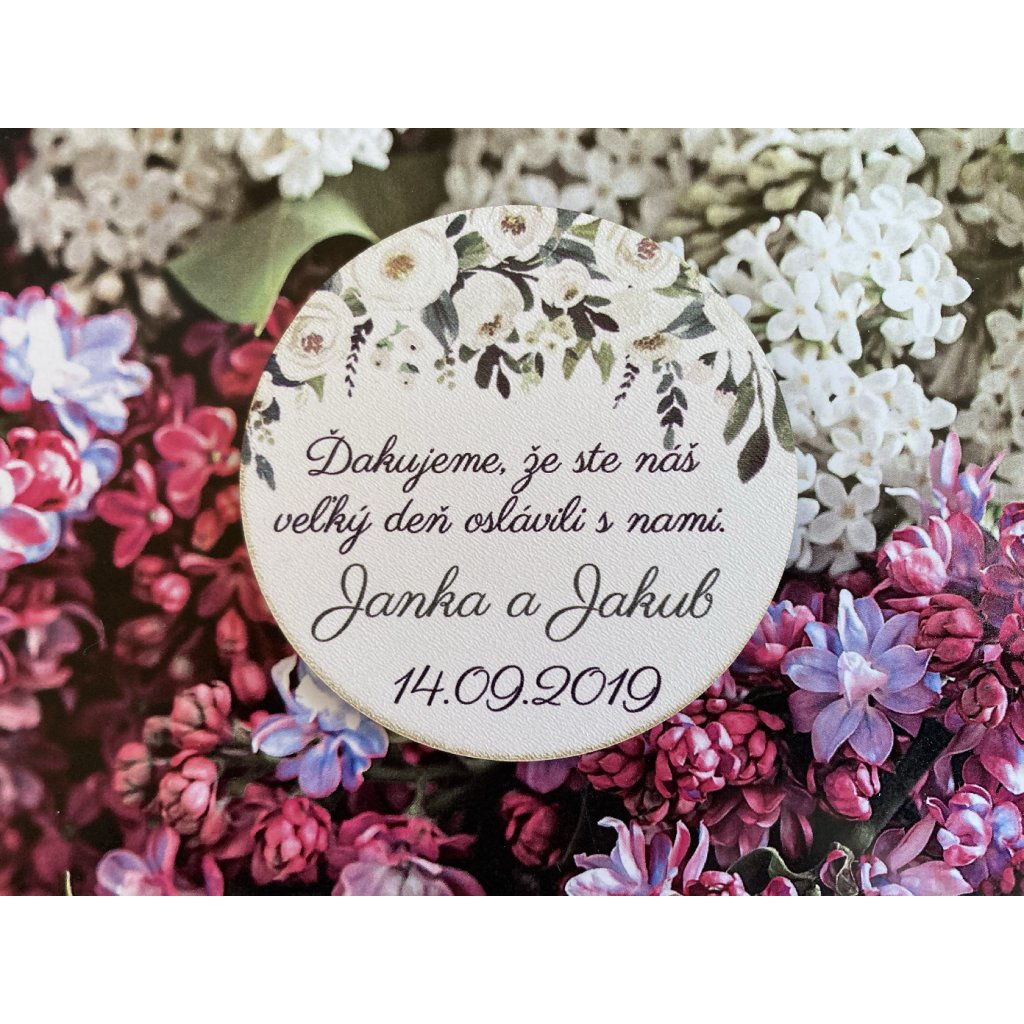 Ďakujeme, že ste náš
veľký deň oslávili s nami.
Janka a Jakub
14.09.2019